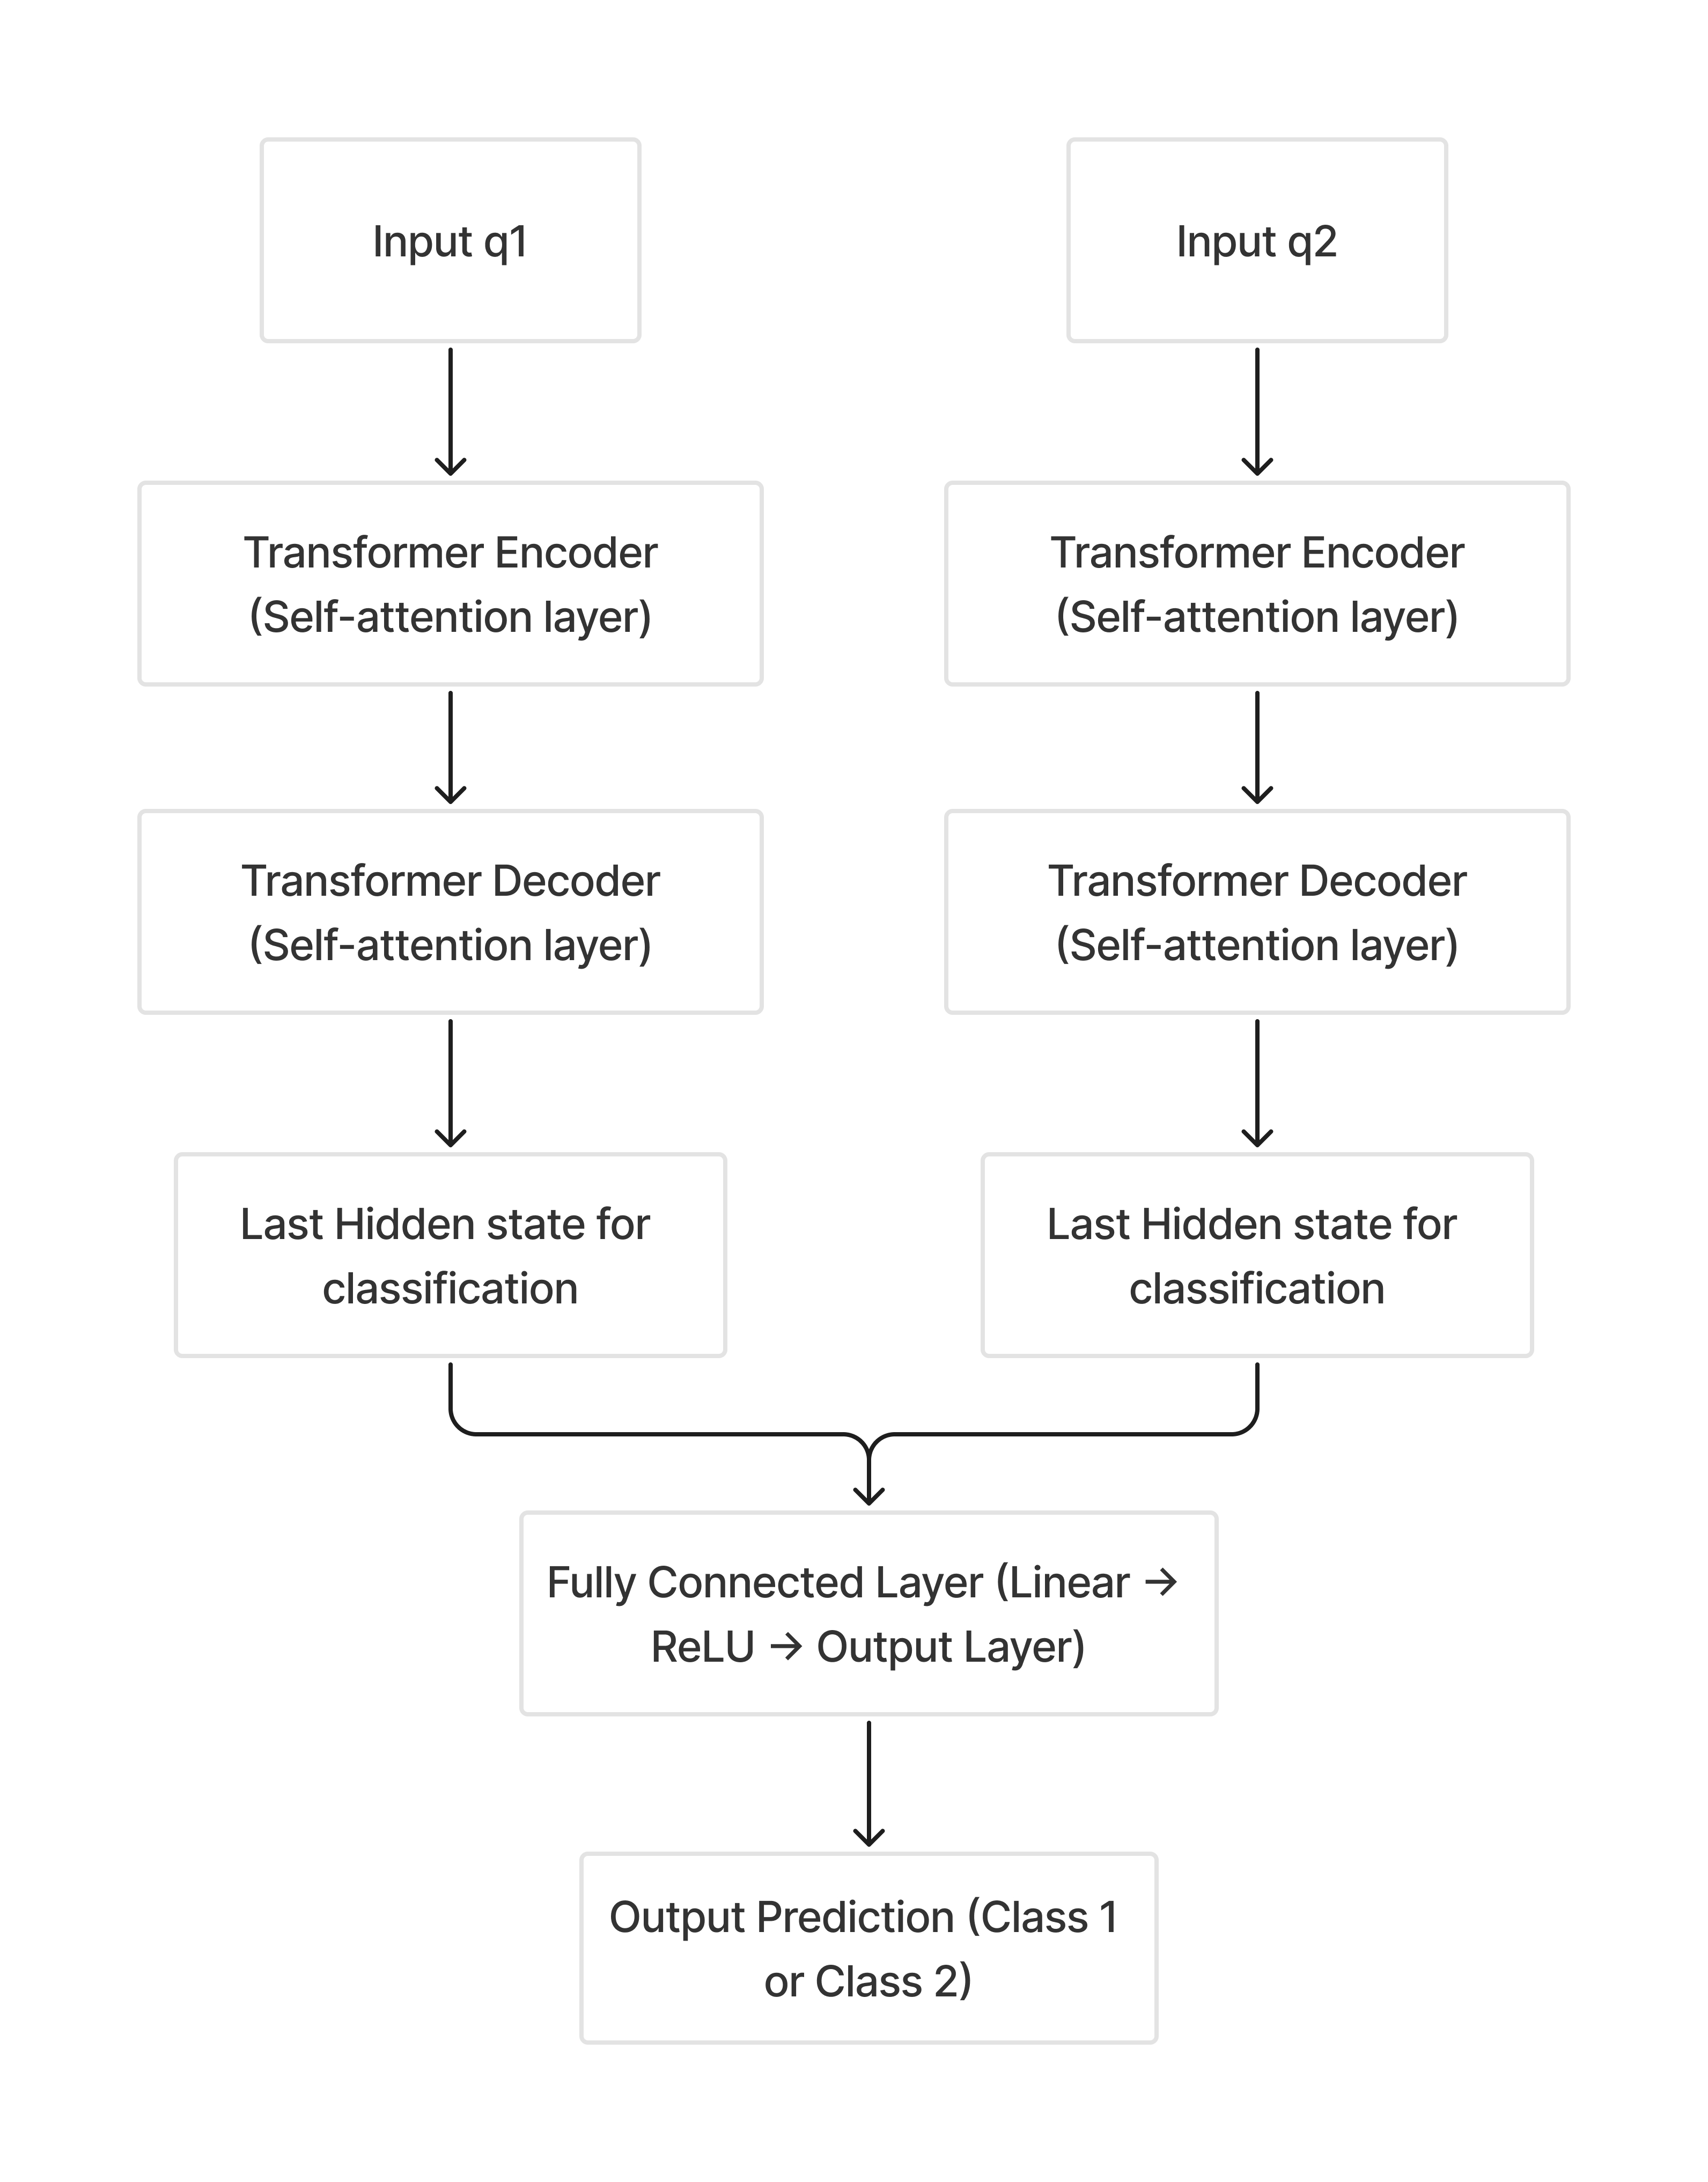 Input q1
Input q2
Transformer Encoder
(Self-attention layer)
Transformer Encoder
(Self-attention layer)
Transformer Decoder
(Self-attention layer)
Transformer Decoder
(Self-attention layer)
Last Hidden state for
classification
Last Hidden state for
classification
Fully Connected Layer (Linear →
ReLU → Output Layer)
Output Prediction (Class 1
or Class 2)